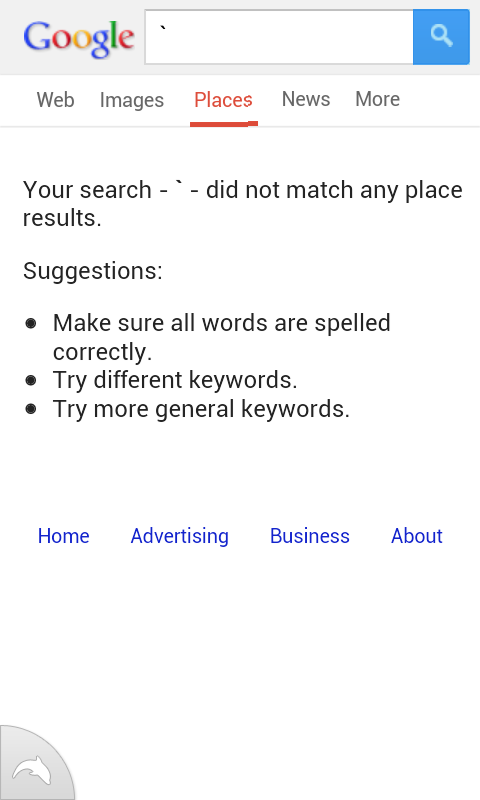 Google `
Web Images Places News More
Your search - ` - did not match any place
results.
Suggestions:
Make sure all words are spelled
correctly.
Try different keywords.
Try more general keywords.
Home Advertising Business About